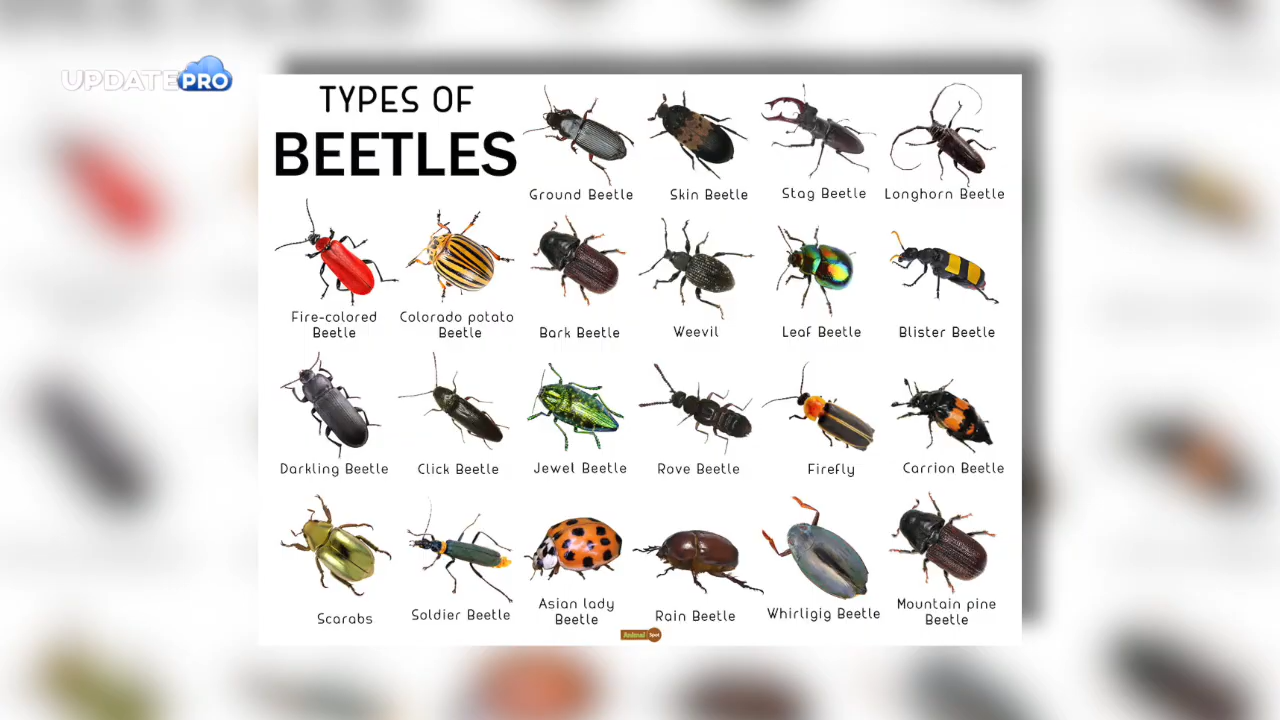 UPDATEPRO
TYPES OF
BEETLES
Ground Beetle
Skin Beetle
Stag Beetle
Longhorn Beetle
Fire-colored
Beetle
Colorado potato
Beetle
Bark Beetle
Weevil
Leaf Beetle
Blister Beetle
Darkling Beetle
Click Beetle
Jewel Beetle
Rove Beetle
Firefly
Carrion Beetle
Scarabs
Soldier Beetle
Asian lady
Beetle
Rain Beetle
Whirligig Beetle
Mountain pine
Beetle
Animal Spot